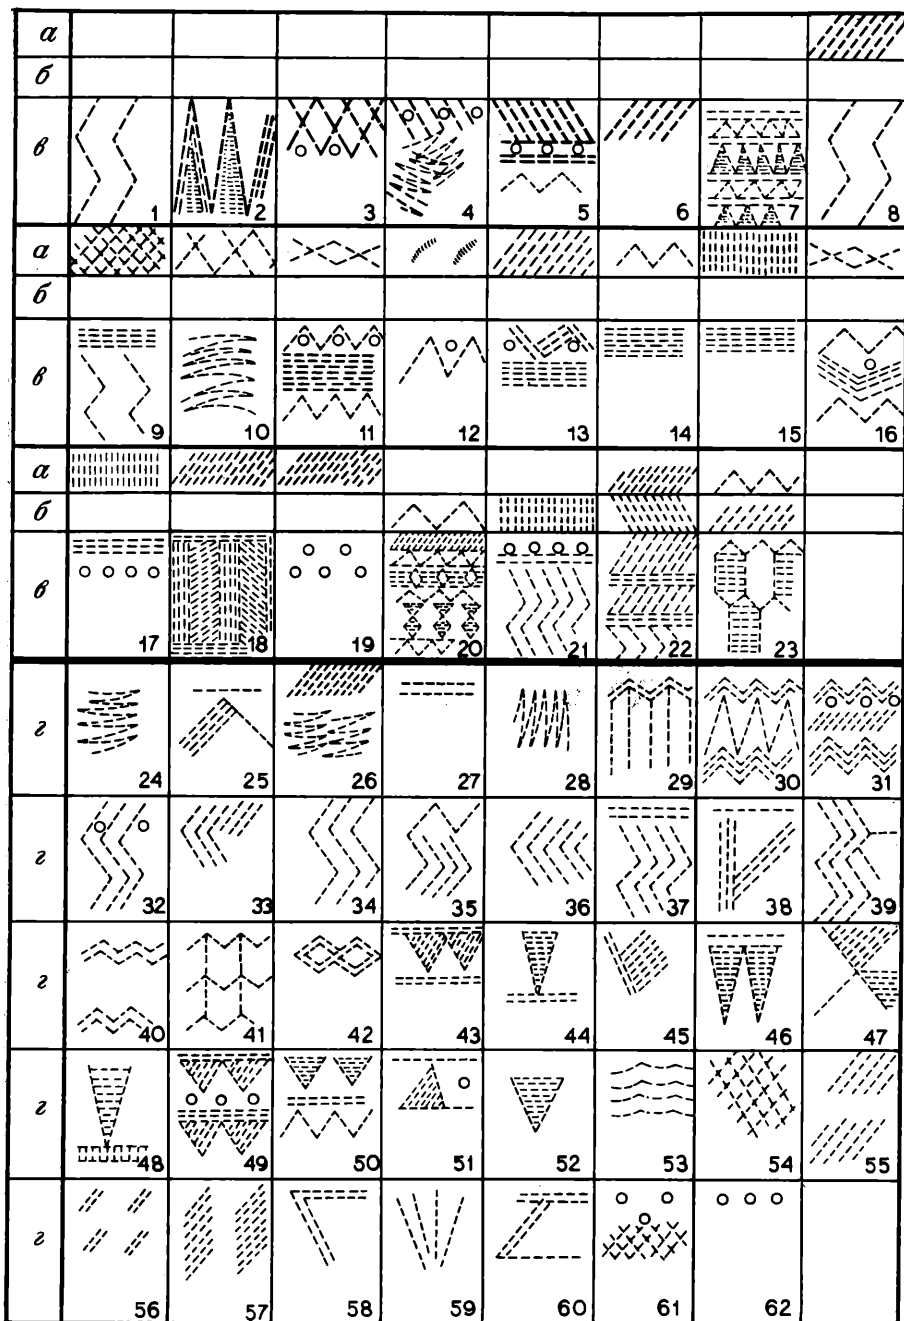 а
б
в 1 2 3 4 5 6 7 8
а
б
в 9 10 11 12 13 14 15 16
а
б
в 17 18 19 20 21 22 23
г 24 25 26 27 28 29 30 31
г 32 33 34 35 36 37 38 39
г 40 41 42 43 44 45 46 47
г 48 49 50 51 52 53 54 55
г 56 57 58 59 60 61 62